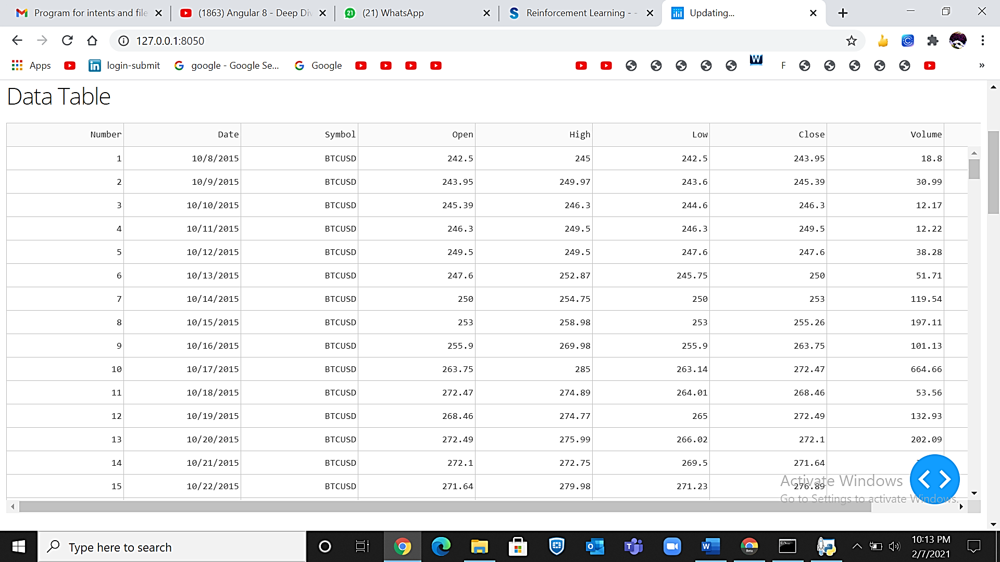 Program for intents and file
(1863) Angular 8 - Deep Div
(21) WhatsApp
Reinforcement Learning - -
Updating...
127.0.0.1:8050
Apps
login-submit
google - Google Se...
Google
F
»
Data Table
Number Date Symbol Open High Low Close Volume
1 10/8/2015 BTCUSD 242.5 245 242.5 243.95 18.8
2 10/9/2015 BTCUSD 243.95 249.97 243.6 245.39 30.99
3 10/10/2015 BTCUSD 245.39 246.3 244.6 246.3 12.17
4 10/11/2015 BTCUSD 246.3 249.5 246.3 249.5 12.22
5 10/12/2015 BTCUSD 249.5 249.5 247.6 247.6 38.28
6 10/13/2015 BTCUSD 247.6 252.87 245.75 250 51.71
7 10/14/2015 BTCUSD 250 254.75 250 253 119.54
8 10/15/2015 BTCUSD 253 258.98 253 255.26 197.11
9 10/16/2015 BTCUSD 255.9 269.98 255.9 263.75 101.13
10 10/17/2015 BTCUSD 263.75 285 263.14 272.47 664.66
11 10/18/2015 BTCUSD 272.47 274.89 264.01 268.46 53.56
12 10/19/2015 BTCUSD 268.46 274.77 265 272.49 132.93
13 10/20/2015 BTCUSD 272.49 275.99 266.02 272.1 202.09
14 10/21/2015 BTCUSD 272.1 272.75 269.5 271.64
15 10/22/2015 BTCUSD 271.64 279.98 271.23 276.89
Activate Windows
Go to Settings to activate Windows.
Type here to search
10:13 PM
2/7/2021